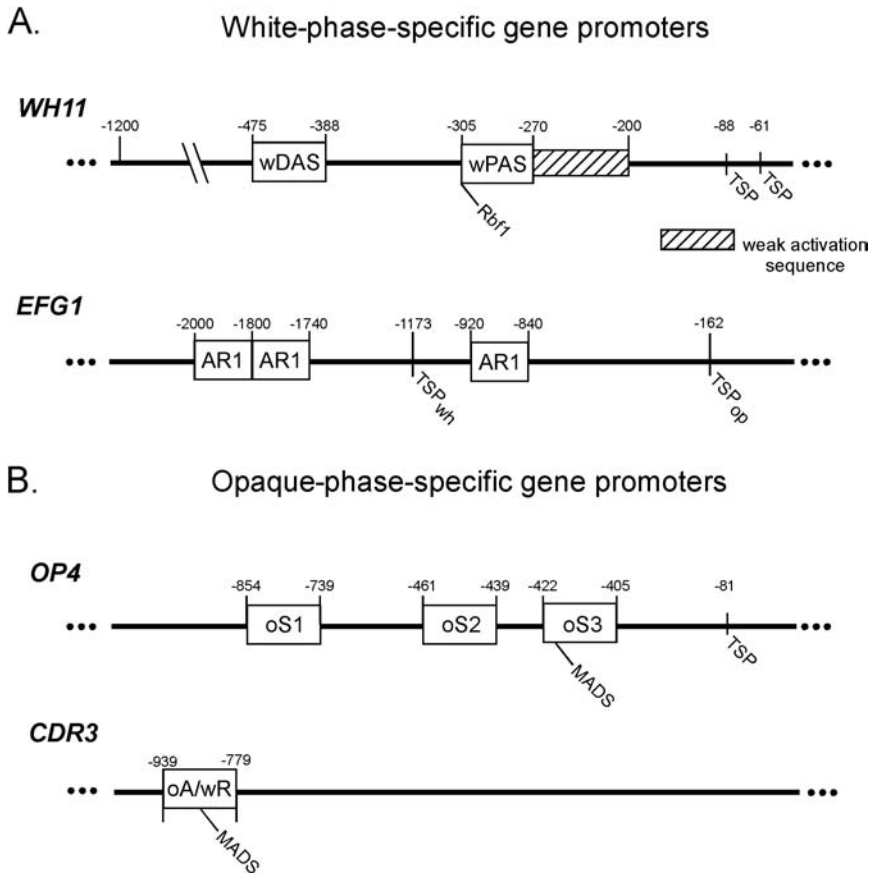 A. White-phase-specific gene promoters
WH11
-1200 -475 -388 -305 -270 -200 -88 -61
••• wDAS wPAS •••
Rbf1 TSP TSP
weak activation
sequence
EFG1
-2000 -1800 -1740 -1173 -920 -840 -162
••• AR1 AR1 AR1 •••
TSP wh TSP op
B. Opaque-phase-specific gene promoters
OP4
-854 -739 -461 -439 -422 -405 -81
••• oS1 oS2 oS3 •••
MADS TSP
CDR3
-939 -779
••• oA/wR •••
MADS